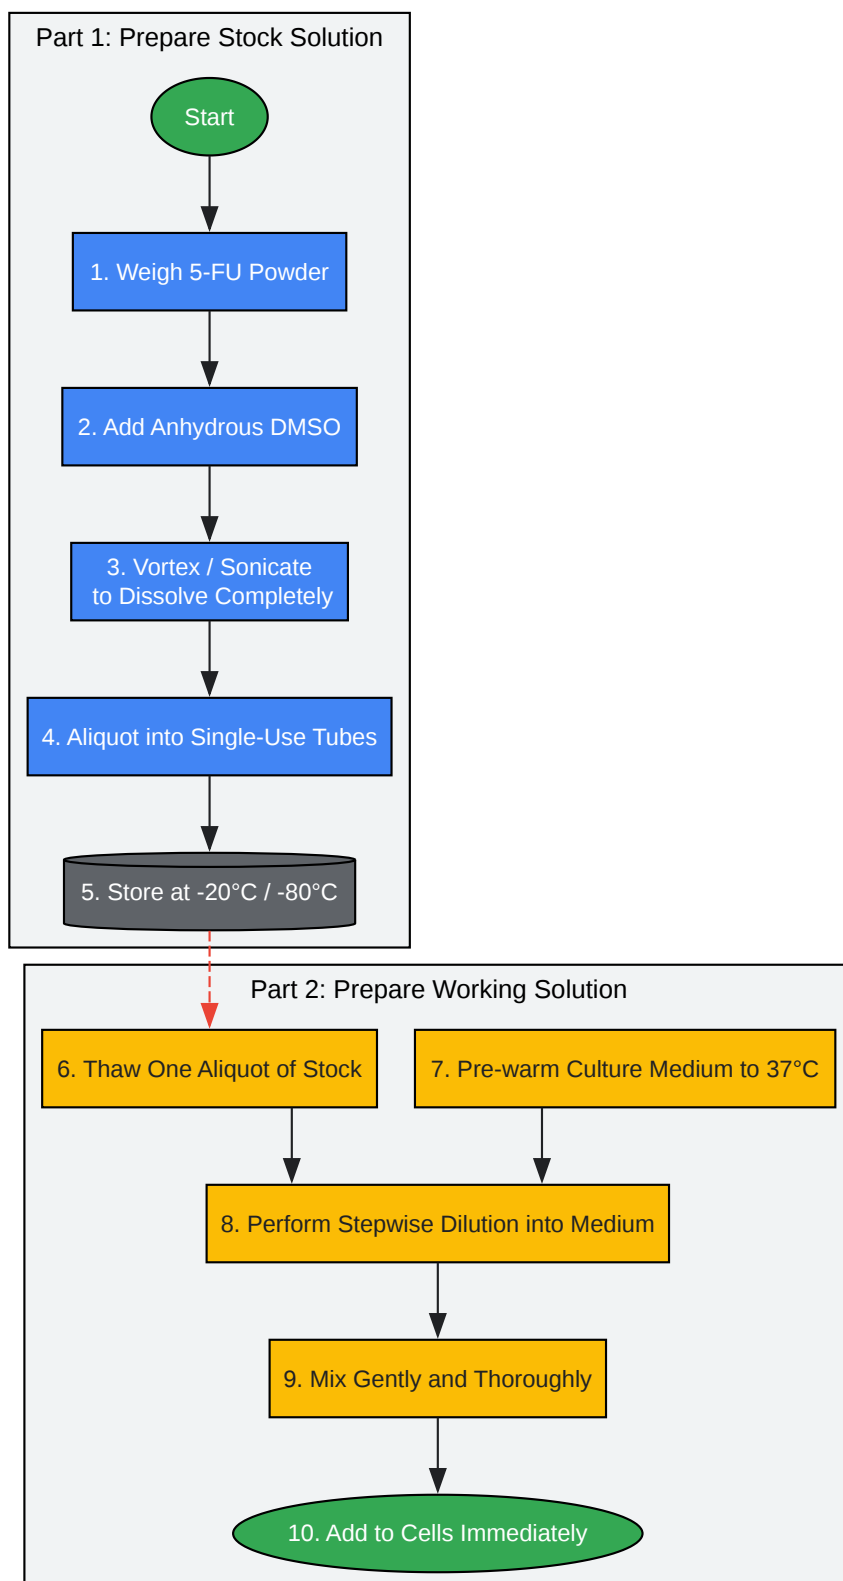 Part 1: Prepare Stock Solution
Start
1. Weigh 5-FU Powder
2. Add Anhydrous DMSO
3. Vortex / Sonicate
to Dissolve Completely
4. Aliquot into Single-Use Tubes
5. Store at -20°C / -80°C
Part 2: Prepare Working Solution
6. Thaw One Aliquot of Stock
7. Pre-warm Culture Medium to 37°C
8. Perform Stepwise Dilution into Medium
9. Mix Gently and Thoroughly
10. Add to Cells Immediately